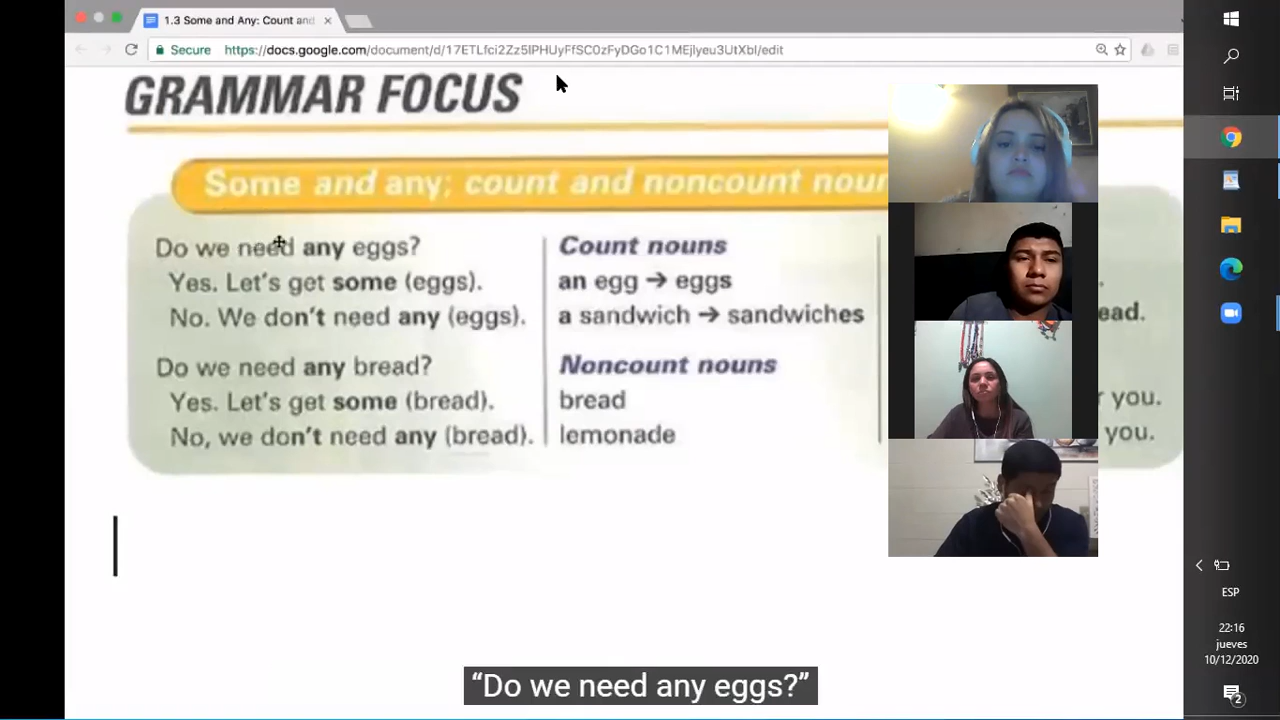 1.3 Some and Any: Count and
Secure
https://docs.google.com/document/d/17ETLfci2Zz5IPHUyFfSC0zFyDGo1C1MEjlyeu3UtXbI/edit
GRAMMAR FOCUS
Some and any; count and noncount nour
Do we need any eggs?
Yes. Let's get some (eggs).
No. We don't need any (eggs).
Do we need any bread?
Yes. Let's get some (bread).
No, we don't need any (bread).
Count nouns
an egg → eggs
a sandwich → sandwiches
Noncount nouns
bread
lemonade
ead.
r you.
you.
"Do we need any eggs?"
ESP
22:16
jueves
10/12/2020
2